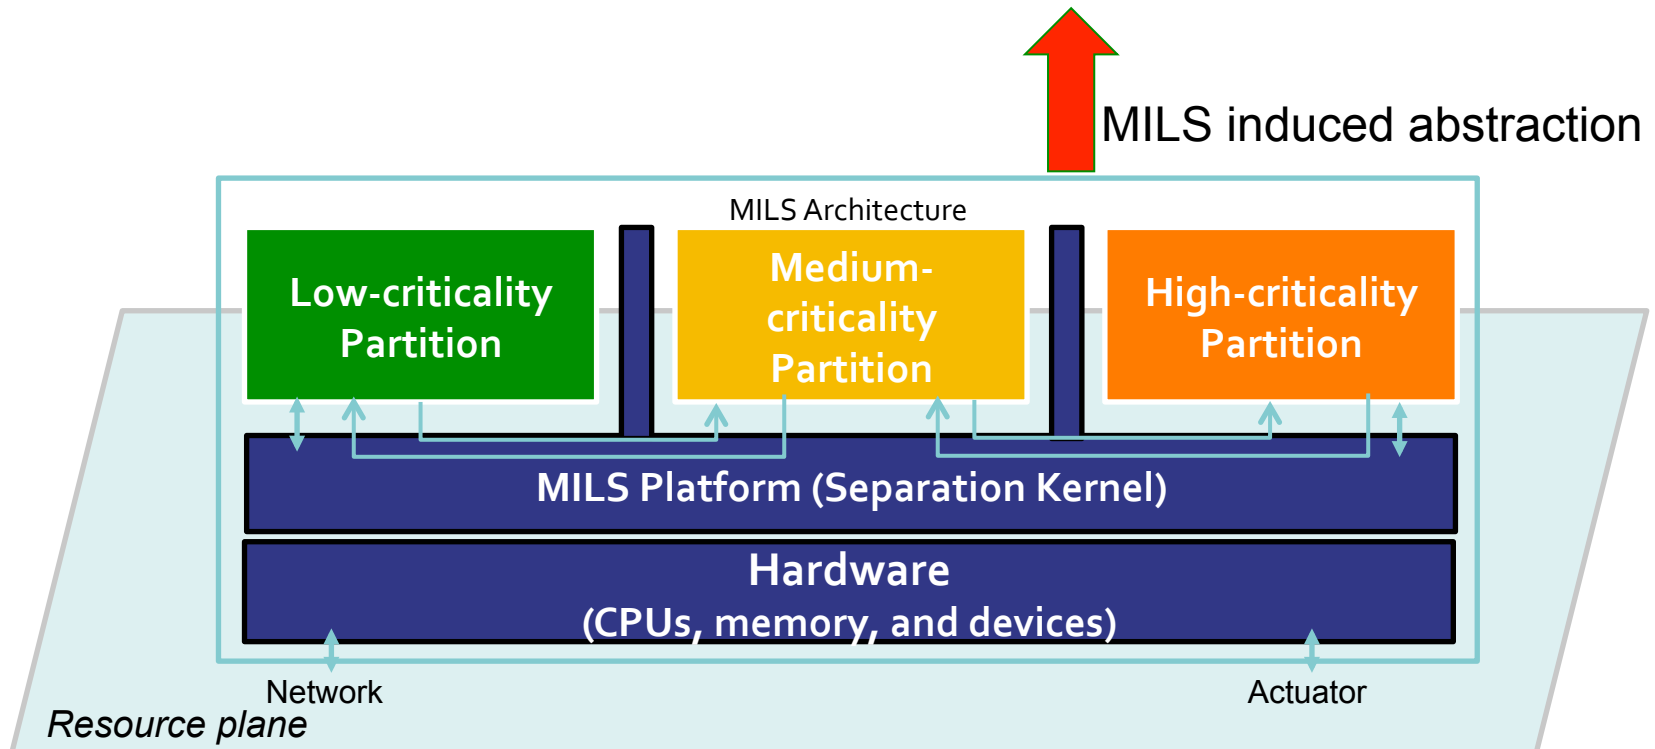 MILS induced abstraction
MILS Architecture
Low-criticality
Partition
Medium-
criticality
Partition
High-criticality
Partition
MILS Platform (Separation Kernel)
Hardware
(CPUs, memory, and devices)
Network
Actuator
Resource plane